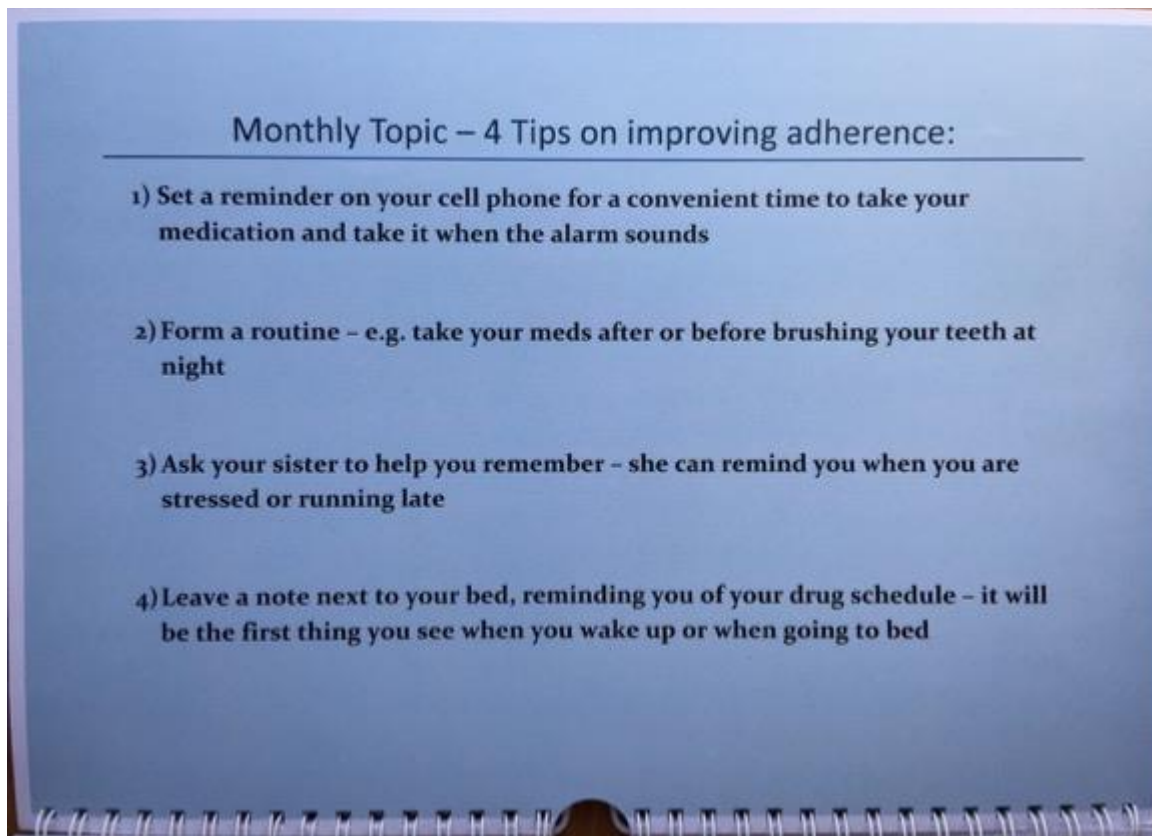 Monthly Topic – 4 Tips on improving adherence:
1) Set a reminder on your cell phone for a convenient time to take your
medication and take it when the alarm sounds
2) Form a routine – e.g. take your meds after or before brushing your teeth at
night
3) Ask your sister to help you remember – she can remind you when you are
stressed or running late
4) Leave a note next to your bed, reminding you of your drug schedule – it will
be the first thing you see when you wake up or when going to bed